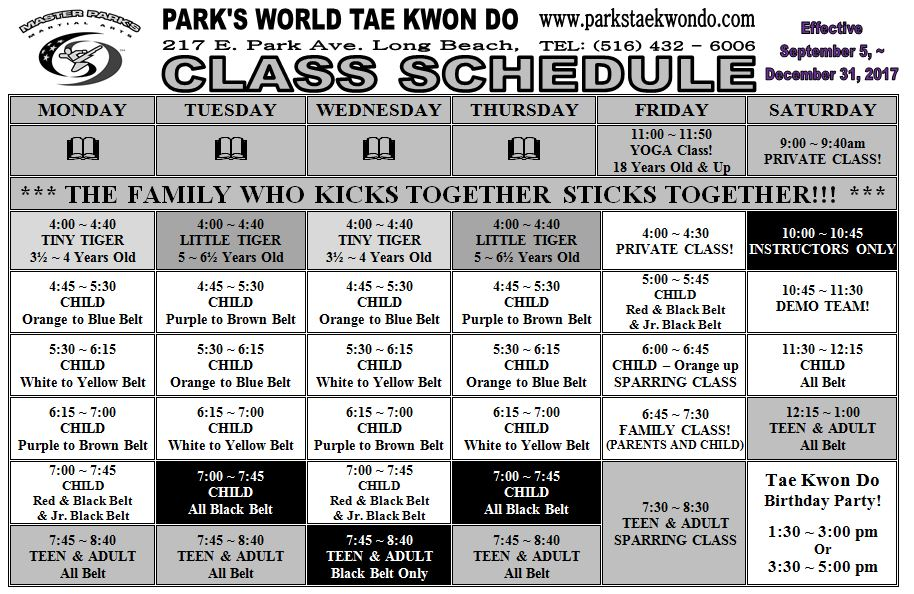 MASTER PARK'S
MARTIAL ARTS
PARK'S WORLD TAE KWON DO www.parkstaekwondo.com
217 E. Park Ave. Long Beach, TEL: (516) 432 – 6006
CLASS SCHEDULE
Effective
September 5, ~
December 31, 2017
MONDAY TUESDAY WEDNESDAY THURSDAY FRIDAY SATURDAY
11:00 ~ 11:50
YOGA Class!
18 Years Old & Up
9:00 ~ 9:40am
PRIVATE CLASS!
*** THE FAMILY WHO KICKS TOGETHER STICKS TOGETHER!!! ***
4:00 ~ 4:40
TINY TIGER
3½ ~ 4 Years Old
4:00 ~ 4:40
LITTLE TIGER
5 ~ 6½ Years Old
4:00 ~ 4:40
TINY TIGER
3½ ~ 4 Years Old
4:00 ~ 4:40
LITTLE TIGER
5 ~ 6½ Years Old
4:00 ~ 4:30
PRIVATE CLASS!
10:00 ~ 10:45
INSTRUCTORS ONLY
4:45 ~ 5:30
CHILD
Orange to Blue Belt
4:45 ~ 5:30
CHILD
Purple to Brown Belt
4:45 ~ 5:30
CHILD
Orange to Blue Belt
4:45 ~ 5:30
CHILD
Purple to Brown Belt
5:00 ~ 5:45
CHILD
Red & Black Belt
& Jr. Black Belt
10:45 ~ 11:30
DEMO TEAM!
5:30 ~ 6:15
CHILD
White to Yellow Belt
5:30 ~ 6:15
CHILD
Orange to Blue Belt
5:30 ~ 6:15
CHILD
White to Yellow Belt
5:30 ~ 6:15
CHILD
Orange to Blue Belt
6:00 ~ 6:45
CHILD – Orange up
SPARRING CLASS
11:30 ~ 12:15
CHILD
All Belt
6:15 ~ 7:00
CHILD
Purple to Brown Belt
6:15 ~ 7:00
CHILD
White to Yellow Belt
6:15 ~ 7:00
CHILD
Purple to Brown Belt
6:15 ~ 7:00
CHILD
White to Yellow Belt
6:45 ~ 7:30
FAMILY CLASS!
(PARENTS AND CHILD)
12:15 ~ 1:00
TEEN & ADULT
All Belt
7:00 ~ 7:45
CHILD
Red & Black Belt
& Jr. Black Belt
7:00 ~ 7:45
CHILD
All Black Belt
7:00 ~ 7:45
CHILD
Red & Black Belt
& Jr. Black Belt
7:00 ~ 7:45
CHILD
All Black Belt
7:30 ~ 8:30
TEEN & ADULT
SPARRING CLASS
Tae Kwon Do
Birthday Party!
1:30 ~ 3:00 pm
Or
3:30 ~ 5:00 pm
7:45 ~ 8:40
TEEN & ADULT
All Belt
7:45 ~ 8:40
TEEN & ADULT
All Belt
7:45 ~ 8:40
TEEN & ADULT
Black Belt Only
7:45 ~ 8:40
TEEN & ADULT
All Belt